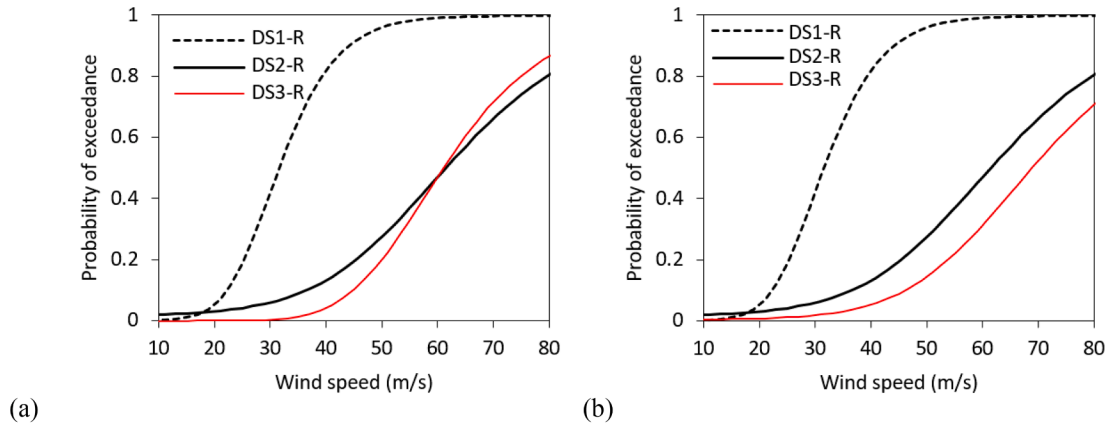 1
0.8
0.6
0.4
0.2
0
Probability of exceedance
DS1-R
DS2-R
DS3-R
10 20 30 40 50 60 70 80
Wind speed (m/s)
(a)
1
0.8
0.6
0.4
0.2
0
Probability of exceedance
DS1-R
DS2-R
DS3-R
10 20 30 40 50 60 70 80
Wind speed (m/s)
(b)